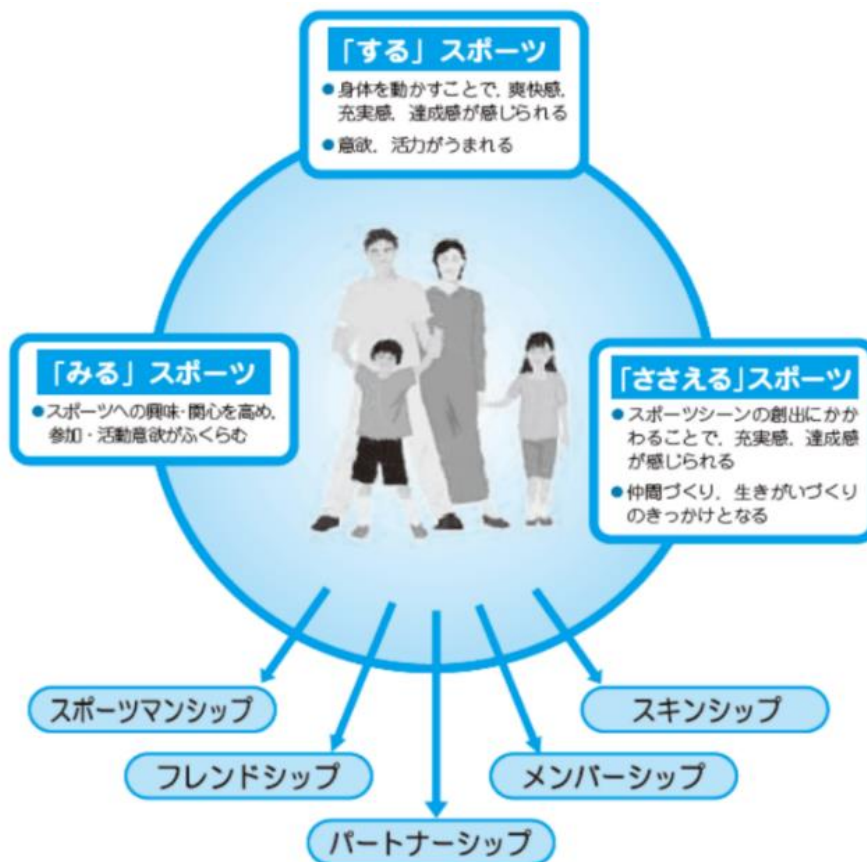 「する」スポーツ
●身体を動かすことで，爽快感，
充実感，達成感が感じられる
●意欲，活力がうまれる
「みる」スポーツ
●スポーツへの興味・関心を高め，
参加・活動意欲がふくらむ
「ささえる」スポーツ
●スポーツシーンの創出にかか
わることで，充実感，達成感
が感じられる
●仲間づくり，生きがいづくり
のきっかけとなる
スポーツマンシップ
フレンドシップ
パートナーシップ
メンバーシップ
スキンシップ